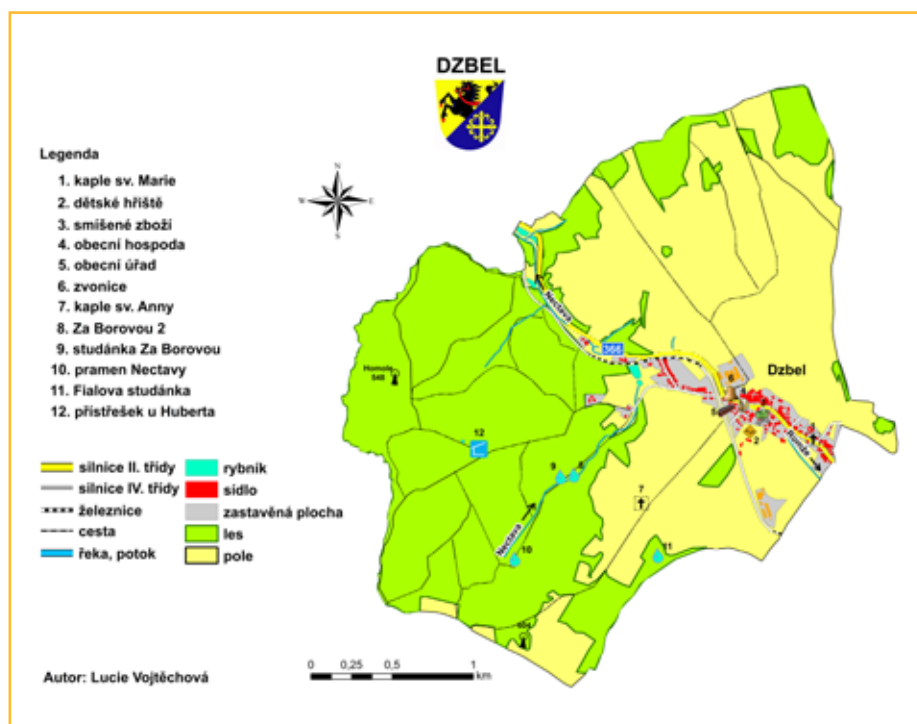 DZBEL
Legenda
1. kaple sv. Marie
2. dětské hřiště
3. smíšené zboží
4. obecní hospoda
5. obecní úřad
6. zvonice
7. kaple sv. Anny
8. Za Borovou 2
9. studánka Za Borovou
10. pramen Nectavy
11. Fialova studánka
12. přístřešek u Huberta
silnice II. třídy
silnice IV. třídy
železnice
cesta
řeka, potok
rybník
sídlo
zastavěná plocha
les
pole
N
W
E
S
Nectava
366
Dzbel
Homole
12
9
8
7
2
5
Romže
Nectava
10
11
0 0,25 0,5 1
km
Autor: Lucie Vojtěchová